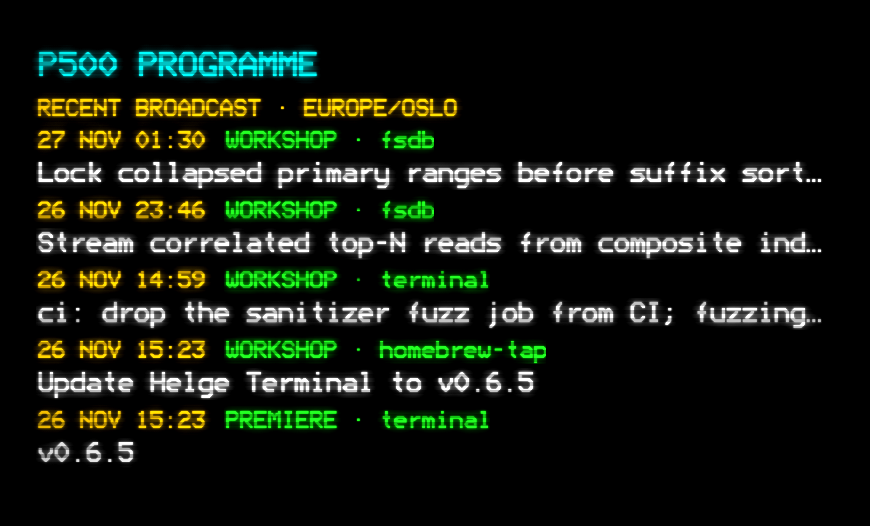 P500 PROGRAMME
RECENT BROADCAST · EUROPE/OSLO
27 NOV 01:30 WORKSHOP · fsdb
Lock collapsed primary ranges before suffix sort…
26 NOV 23:46 WORKSHOP · fsdb
Stream correlated top-N reads from composite ind…
26 NOV 14:59 WORKSHOP · terminal
ci: drop the sanitizer fuzz job from CI; fuzzing…
26 NOV 15:23 WORKSHOP · homebrew-tap
Update Helge Terminal to v0.6.5
26 NOV 15:23 PREMIERE · terminal
v0.6.5